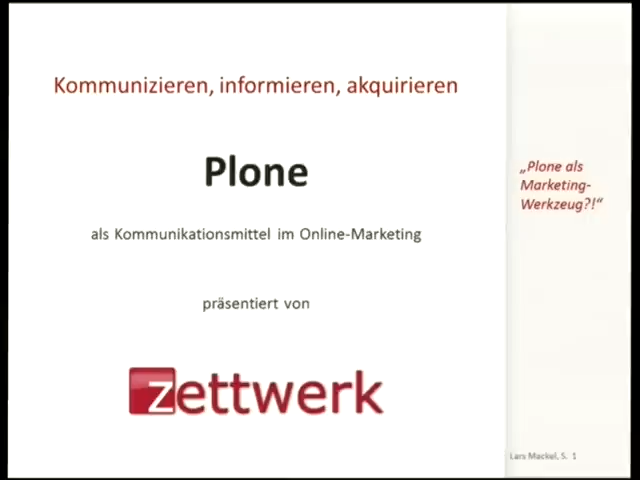 Kommunizieren, informieren, akquirieren
Plone
als Kommunikationsmittel im Online-Marketing
präsentiert von
zettwerk
„Plone als
Marketing-
Werkzeug?!“
Lars Mackel, S. 1